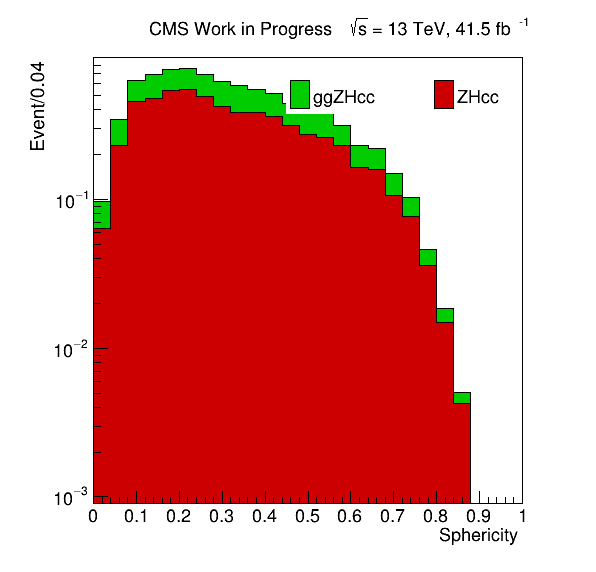 CMS Work in Progress √s = 13 TeV, 41.5 fb⁻¹
Event/0.04
ggZHcc ZHcc
10⁻¹
10⁻²
10⁻³
0 0.1 0.2 0.3 0.4 0.5 0.6 0.7 0.8 0.9 1
Sphericity